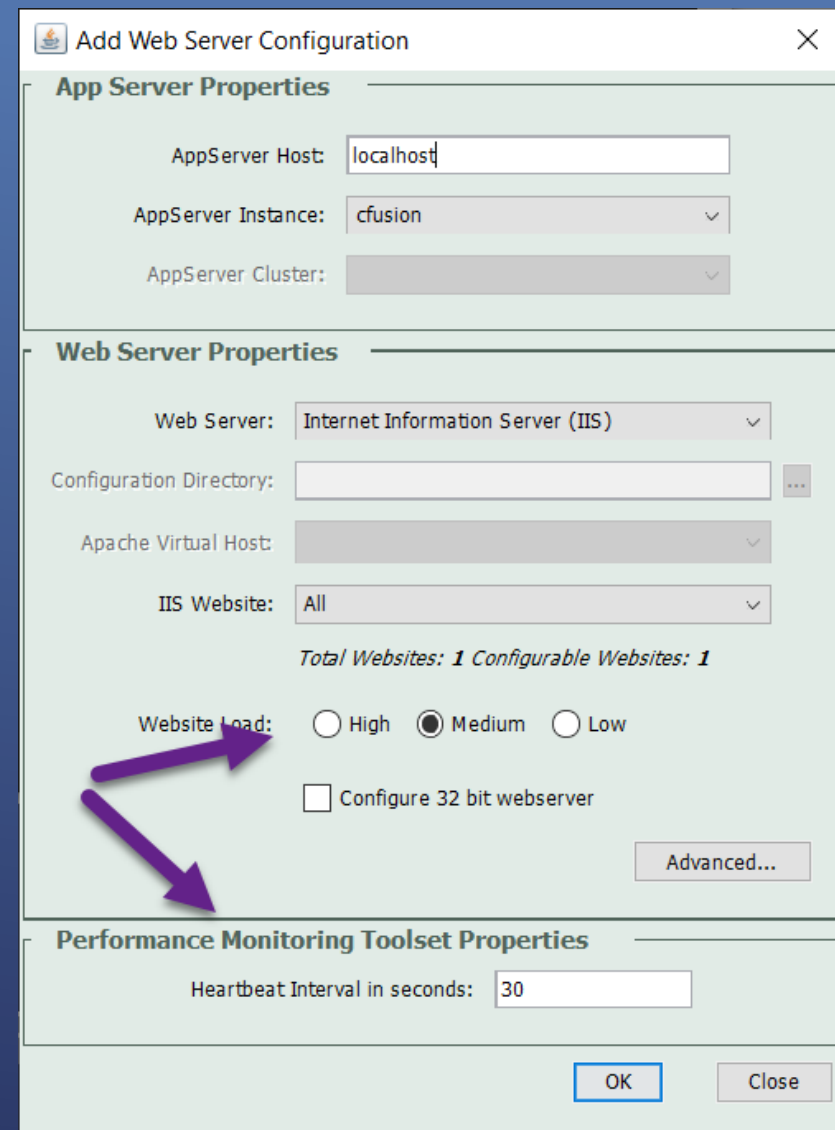 Add Web Server Configuration
App Server Properties
AppServer Host: localhost
AppServer Instance: cfusion
AppServer Cluster:
Web Server Properties
Web Server: Internet Information Server (IIS)
Configuration Directory: ...
Apache Virtual Host:
IIS Website: All
Total Websites: 1 Configurable Websites: 1
Website Load: High Medium Low
Configure 32 bit webserver
Advanced...
Performance Monitoring Toolset Properties
Heartbeat Interval in seconds: 30
OK Close